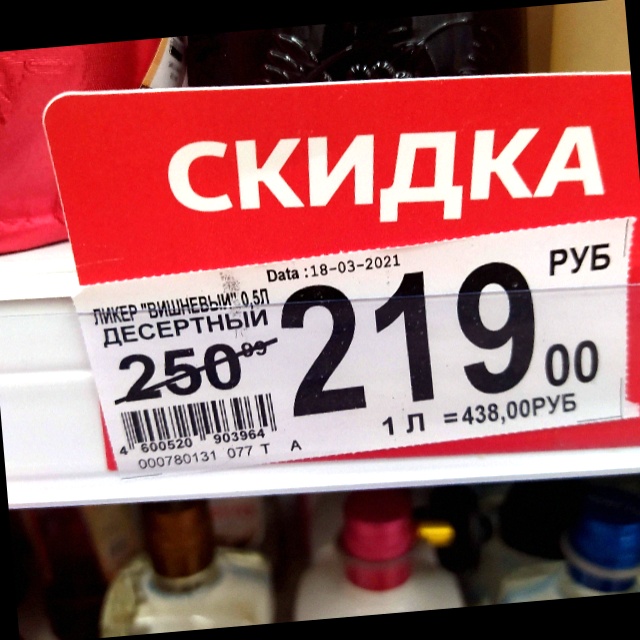 СКИДКА
Data :18-03-2021
РУБ
ЛИКЕР "ВИШНЕВЫЙ" 0,5Л
ДЕСЕРТНЫЙ
250 99
219 00
1 Л =438,00РУБ
4 600520 903964
000780131 077 Т А